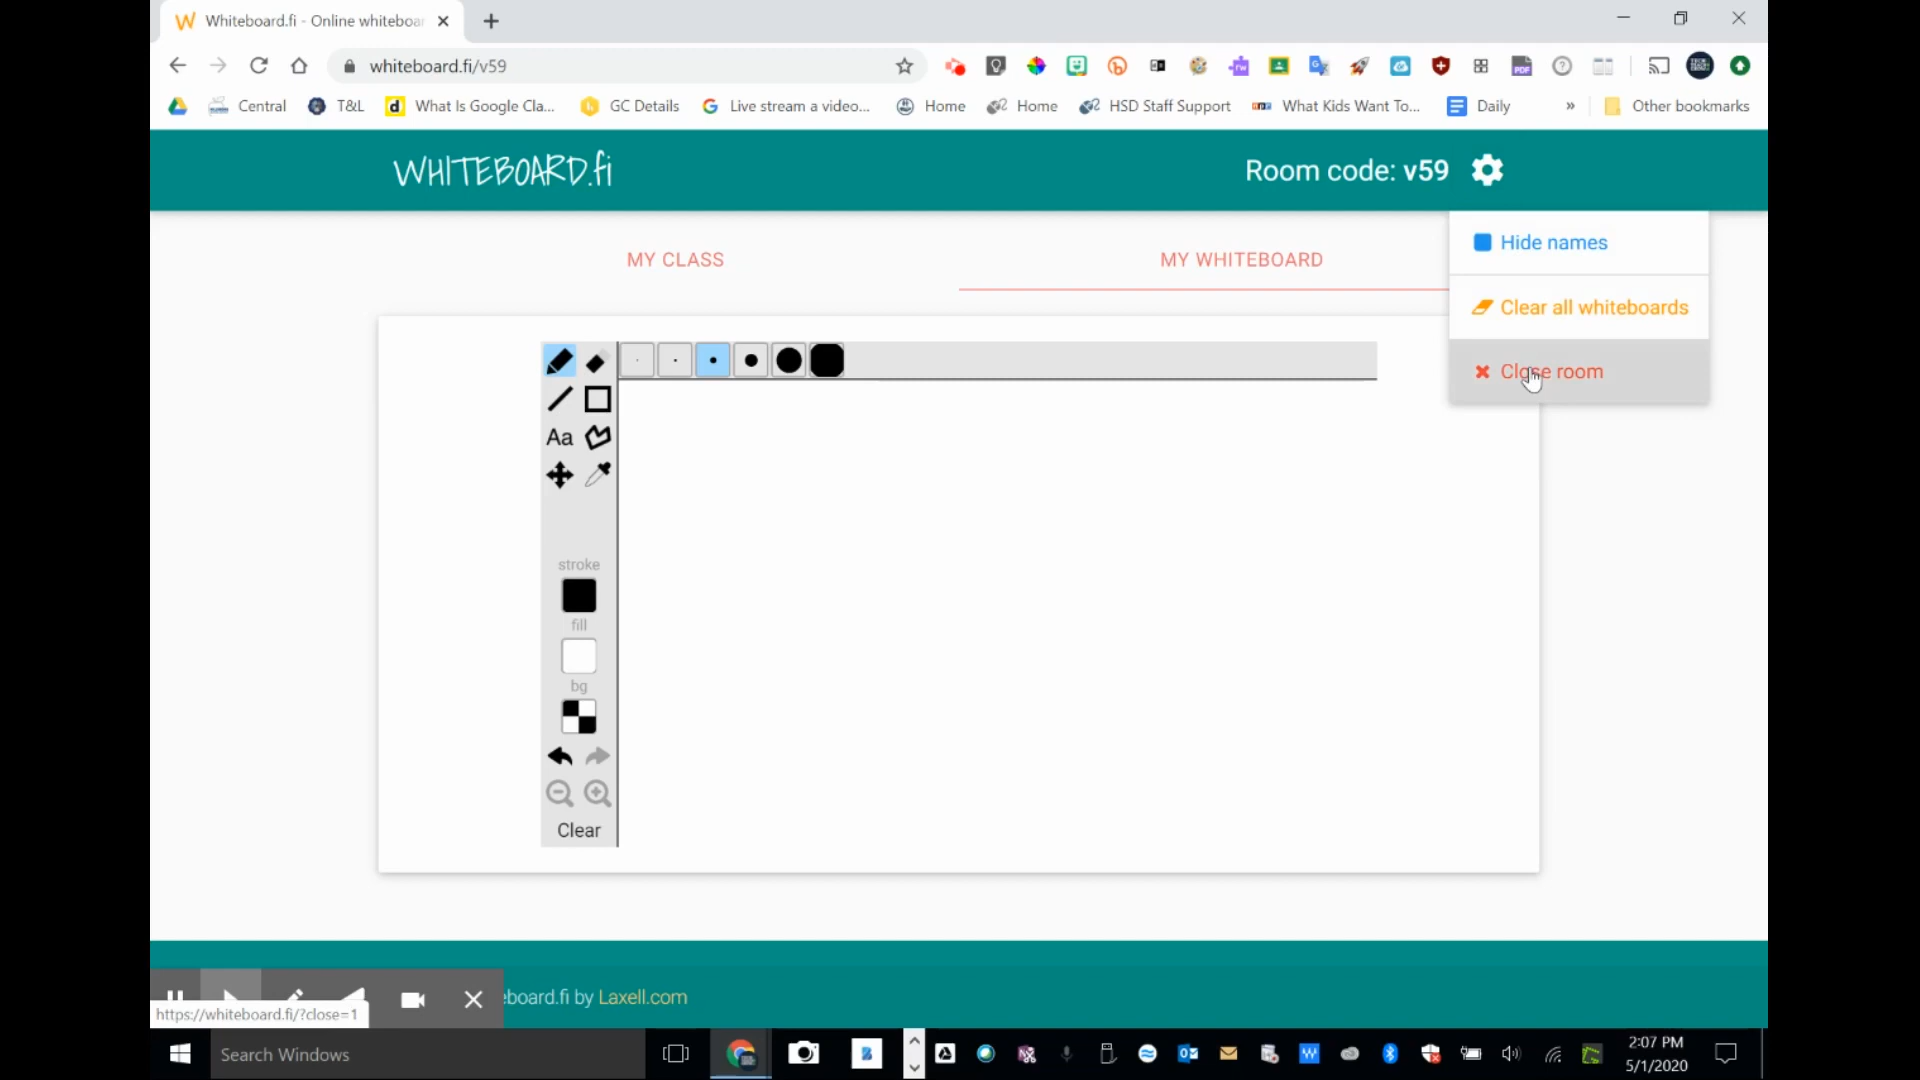 Whiteboard.fi - Online whiteboar
whiteboard.fi/v59
Central
T&L
What Is Google Cla...
GC Details
Live stream a video...
Home
Home
HSD Staff Support
What Kids Want To...
Daily
»
Other bookmarks
WHITEBOARD.fi
Room code: v59
Hide names
Clear all whiteboards
Close room
MY CLASS
MY WHITEBOARD
Aa
stroke
fill
bg
Clear
eboard.fi by Laxell.com
https://whiteboard.fi/?close=1
Search Windows
2:07 PM
5/1/2020